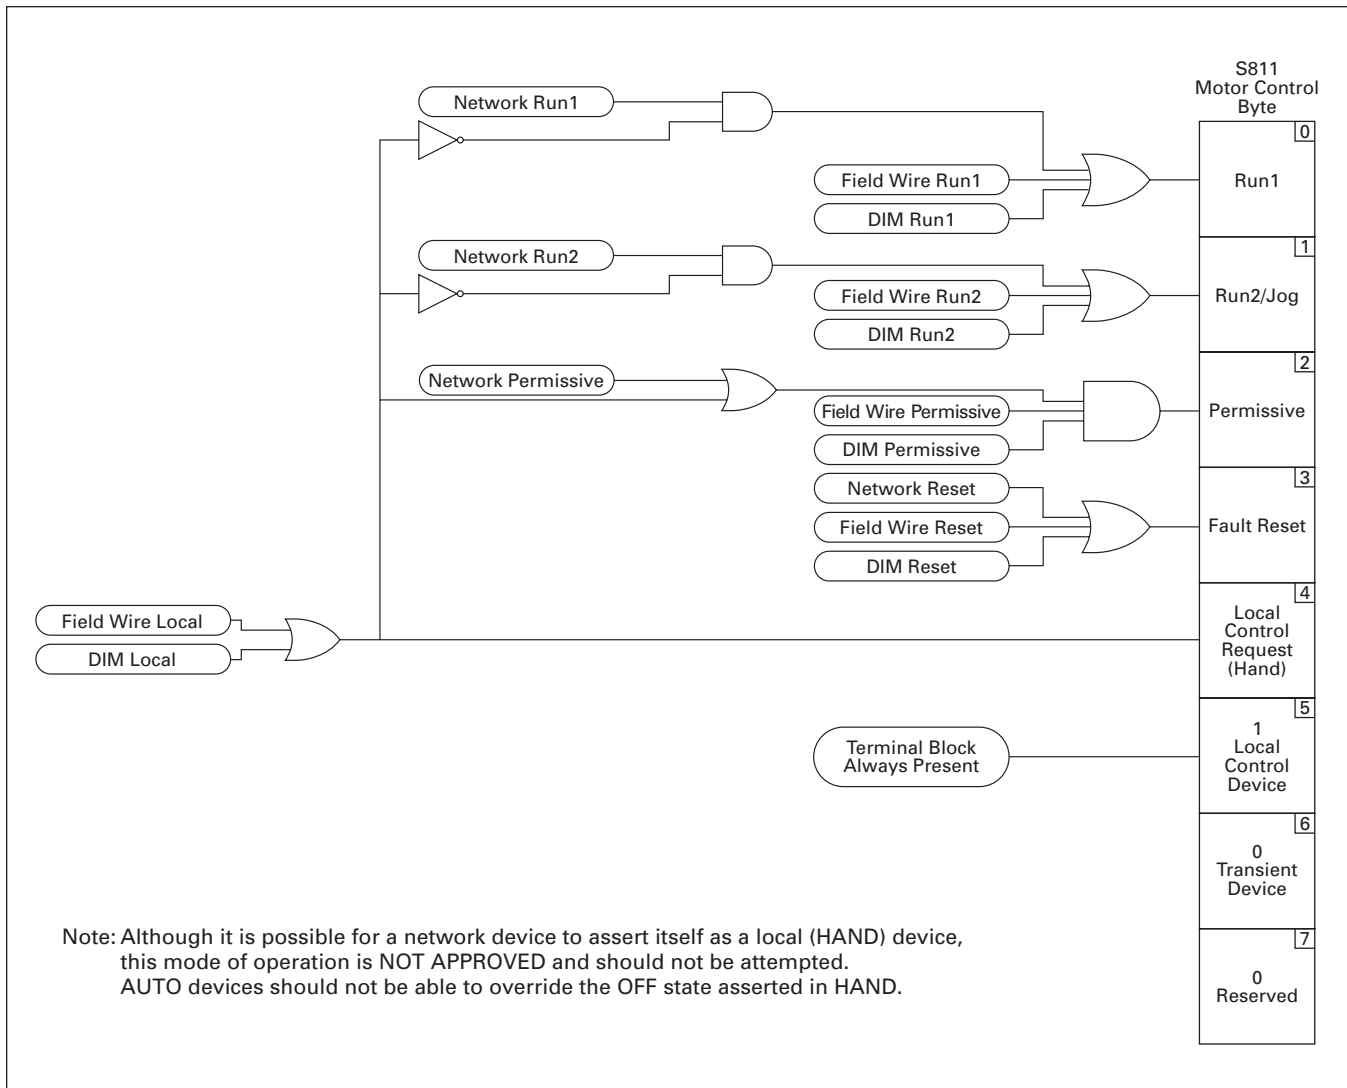 S811
Motor Control
Byte
Network Run1
0
Field Wire Run1
Run1
DIM Run1
Network Run2
1
Field Wire Run2
Run2/Jog
DIM Run2
Network Permissive
2
Field Wire Permissive
Permissive
DIM Permissive
Network Reset
3
Field Wire Reset
Fault Reset
DIM Reset
Field Wire Local
DIM Local
4
Local
Control
Request
(Hand)
Terminal Block
Always Present
5
1
Local
Control
Device
6
0
Transient
Device
7
0
Reserved
Note: Although it is possible for a network device to assert itself as a local (HAND) device,
this mode of operation is NOT APPROVED and should not be attempted.
AUTO devices should not be able to override the OFF state asserted in HAND.